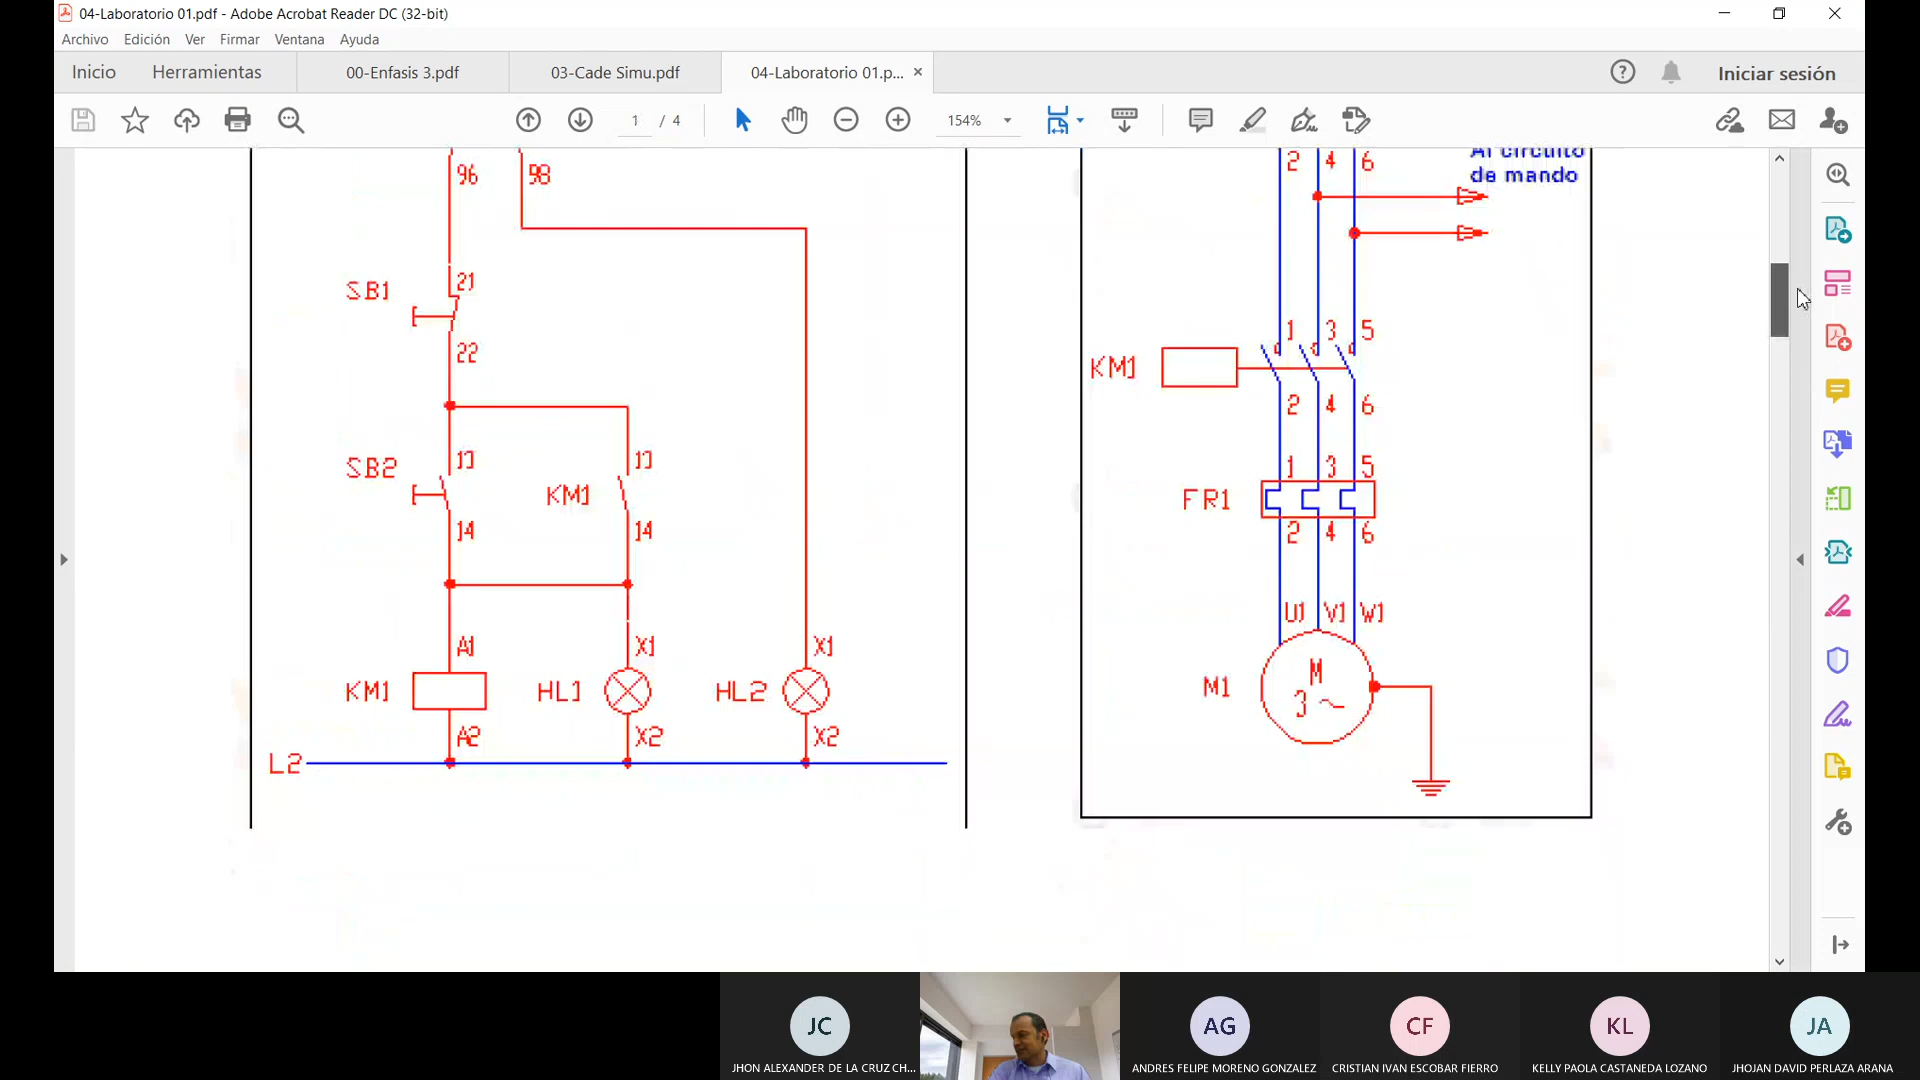 04-Laboratorio 01.pdf - Adobe Acrobat Reader DC (32-bit)
Archivo Edición Ver Firmar Ventana Ayuda
Inicio Herramientas 00-Enfasis 3.pdf 03-Cade Simu.pdf 04-Laboratorio 01.p... × Iniciar sesión
1 / 4 154%
96 98
SB1 21
22
SB2 13
14
KM1 13
14
A1 X1 X1
KM1 HL1 HL2
A2 X2 X2
L2
Al circuito
de mando
2 4 6
1 3 5
KM1
2 4 6
1 3 5
FR1
2 4 6
U1 V1 W1
M1 M
3 ~
JC AG CF KL JA
JHON ALEXANDER DE LA CRUZ CH... ANDRES FELIPE MORENO GONZALEZ CRISTIAN IVAN ESCOBAR FIERRO KELLY PAOLA CASTANEDA LOZANO JHOJAN DAVID PERLAZA ARANA